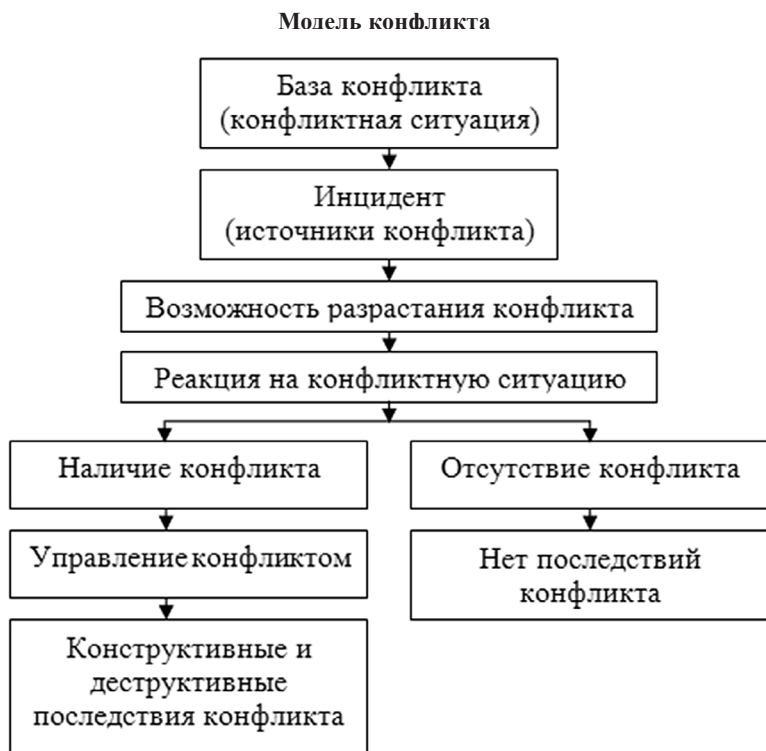 Модель конфликта
База конфликта
(конфликтная ситуация)
Инцидент
(источники конфликта)
Возможность разрастания конфликта
Реакция на конфликтную ситуацию
Наличие конфликта
Отсутствие конфликта
Управление конфликтом
Нет последствий
конфликта
Конструктивные и
деструктивные
последствия конфликта